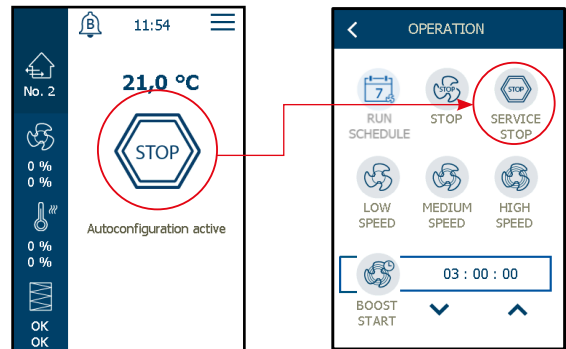 B
11:54
21,0 °C
No. 2
STOP
0 %
0 %
Autoconfiguration active
0 %
0 %
OK
OK
OPERATION
7
STOP
STOP
RUN
SCHEDULE
STOP
SERVICE
STOP
LOW
SPEED
MEDIUM
SPEED
HIGH
SPEED
03 : 00 : 00
BOOST
START